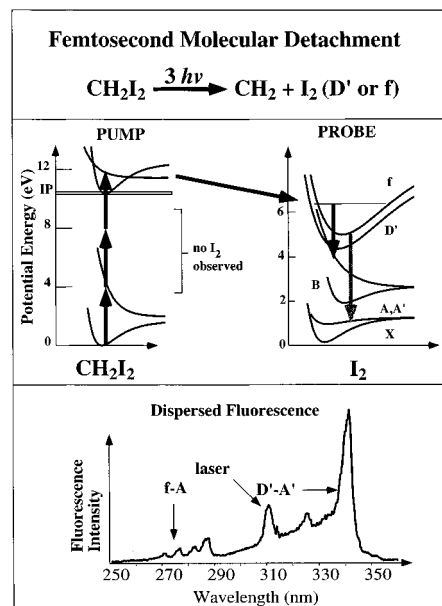 Femtosecond Molecular Detachment
CH₂I₂ 3 hν CH₂ + I₂ (D' or f)
PUMP
PROBE
Potential Energy (eV)
12
IP
8
4
0
no I₂
observed
CH₂I₂
6
4
2
0
f
D'
B
A,A'
X
I₂
Dispersed Fluorescence
Fluorescence
Intensity
f-A
laser
D'-A'
250 270 290 310 330 350
Wavelength (nm)